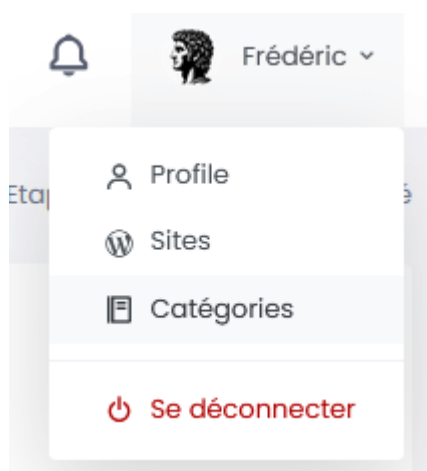 Frédéric
Profile
Sites
Catégories
Se déconnecter